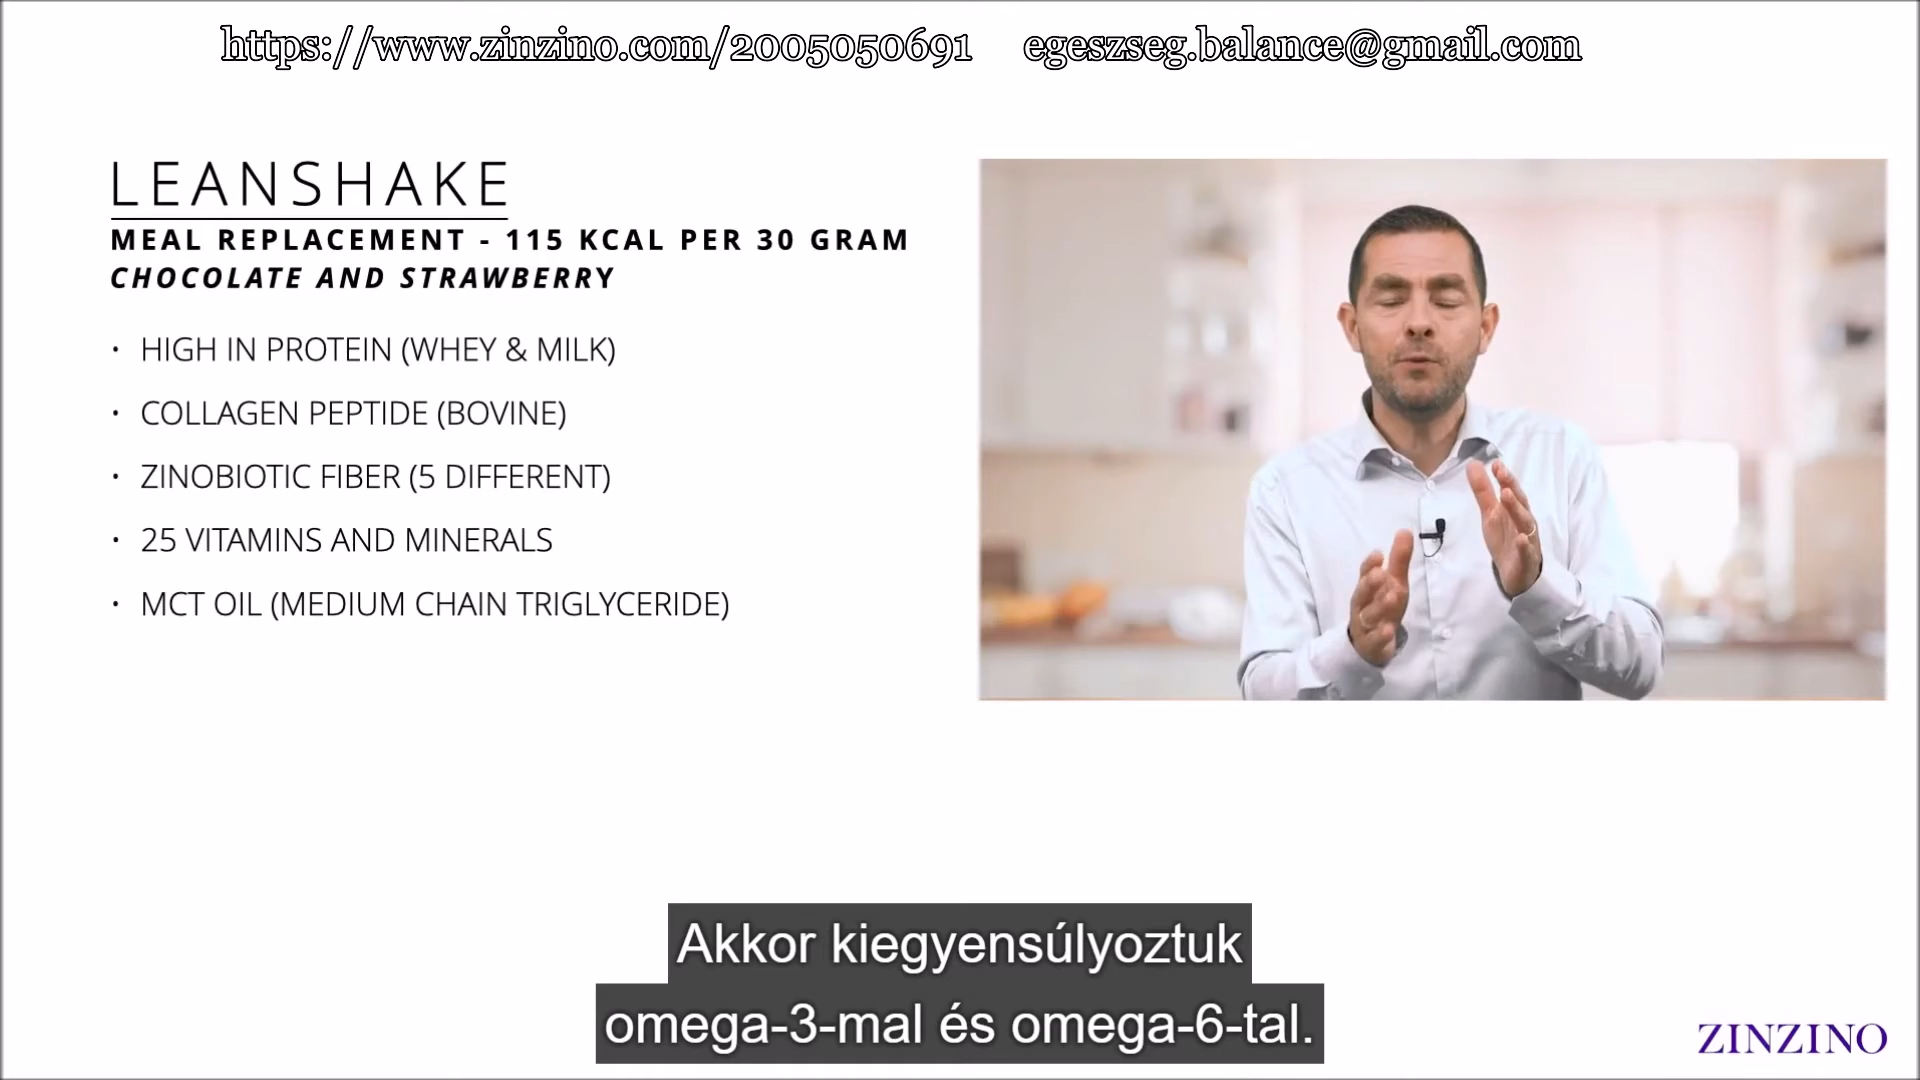 https://www.zinzino.com/2005050691 egeszseg.balance@gmail.com
LEANSHAKE
MEAL REPLACEMENT - 115 KCAL PER 30 GRAM
CHOCOLATE AND STRAWBERRY
· HIGH IN PROTEIN (WHEY & MILK)
· COLLAGEN PEPTIDE (BOVINE)
· ZINOBIOTIC FIBER (5 DIFFERENT)
· 25 VITAMINS AND MINERALS
· MCT OIL (MEDIUM CHAIN TRIGLYCERIDE)
Akkor kiegyensúlyoztuk
omega-3-mal és omega-6-tal.
ZINZINO